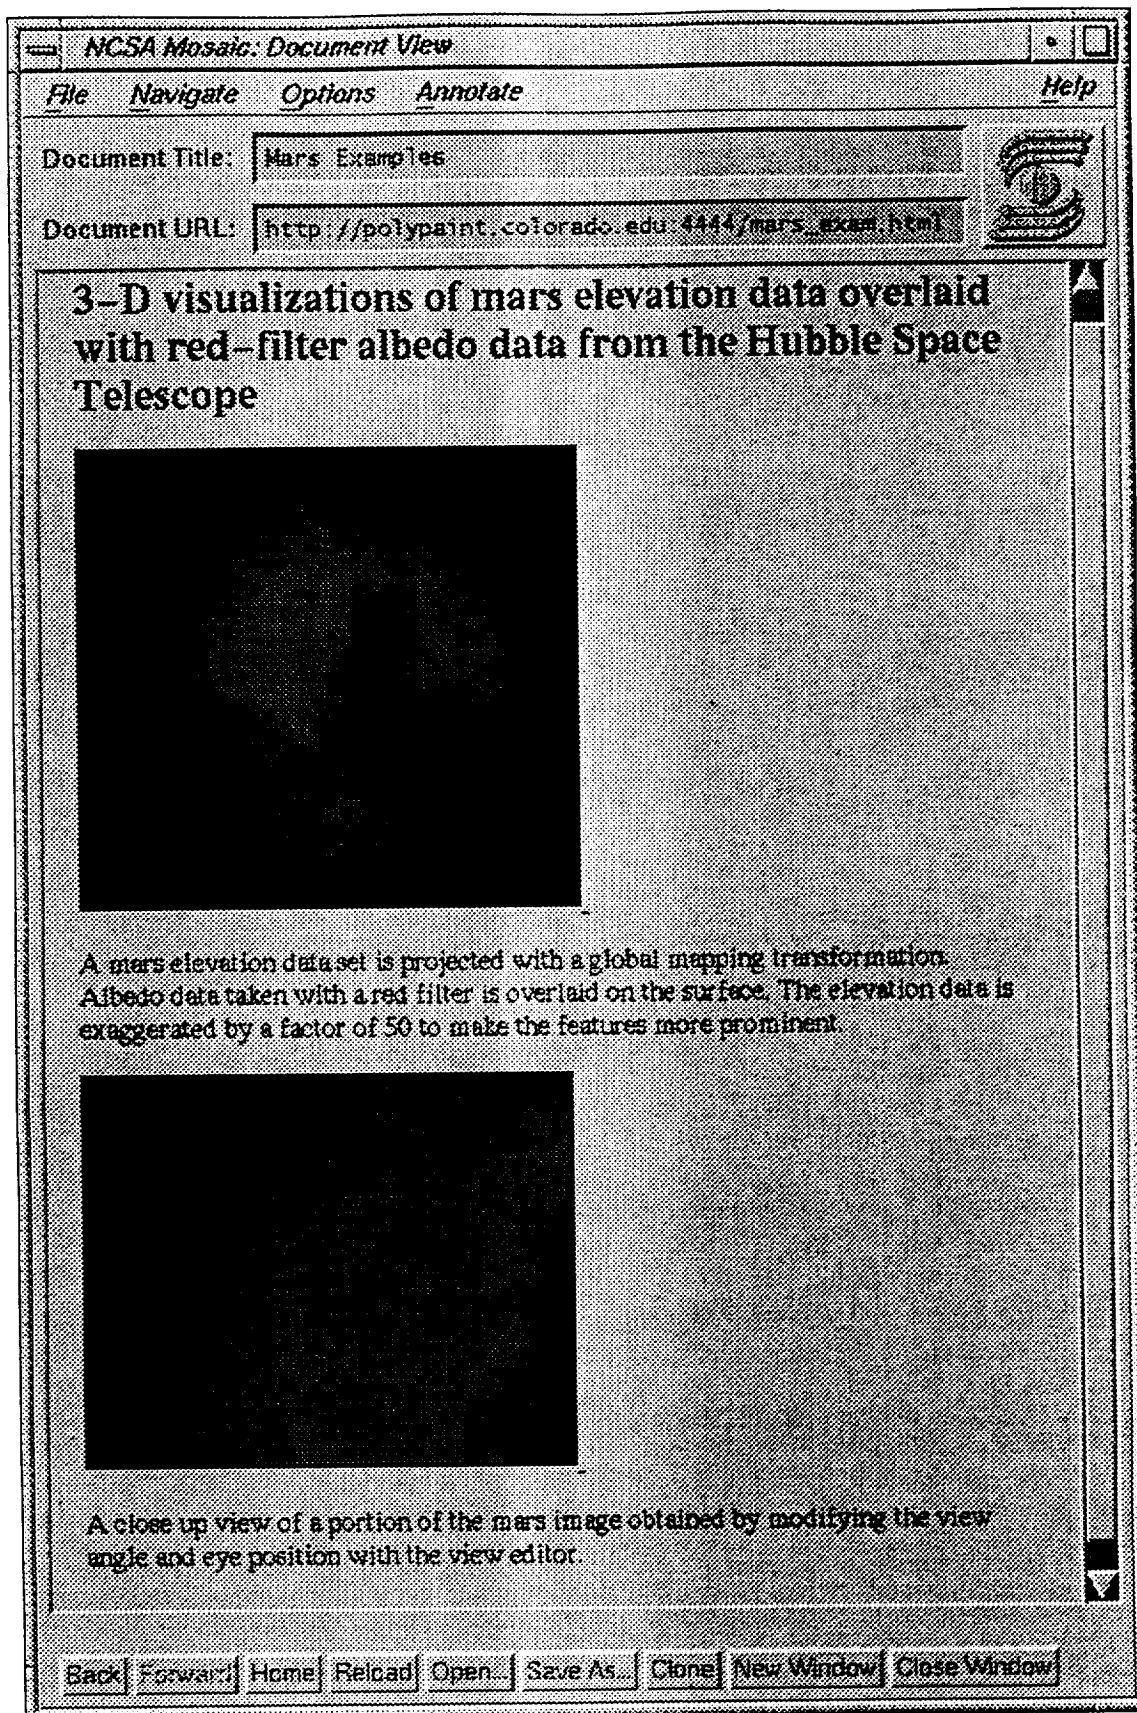 NCSA Mosaic: Document View
File Navigate Options Annotate Help
Document Title: Mars Examples
Document URL: http://polypaint.colorado.edu:4444/mars_exam.html
3-D visualizations of mars elevation data overlaid
with red-filter albedo data from the Hubble Space
Telescope
A mars elevation data set is projected with a global mapping transformation.
Albedo data taken with a red filter is overlaid on the surface. The elevation data is
exaggerated by a factor of 50 to make the features more prominent.
A close up view of a portion of the mars image obtained by modifying the view
angle and eye position with the view editor.
Back Forward Home Reload Open... Save As... Clone New Window Close Window